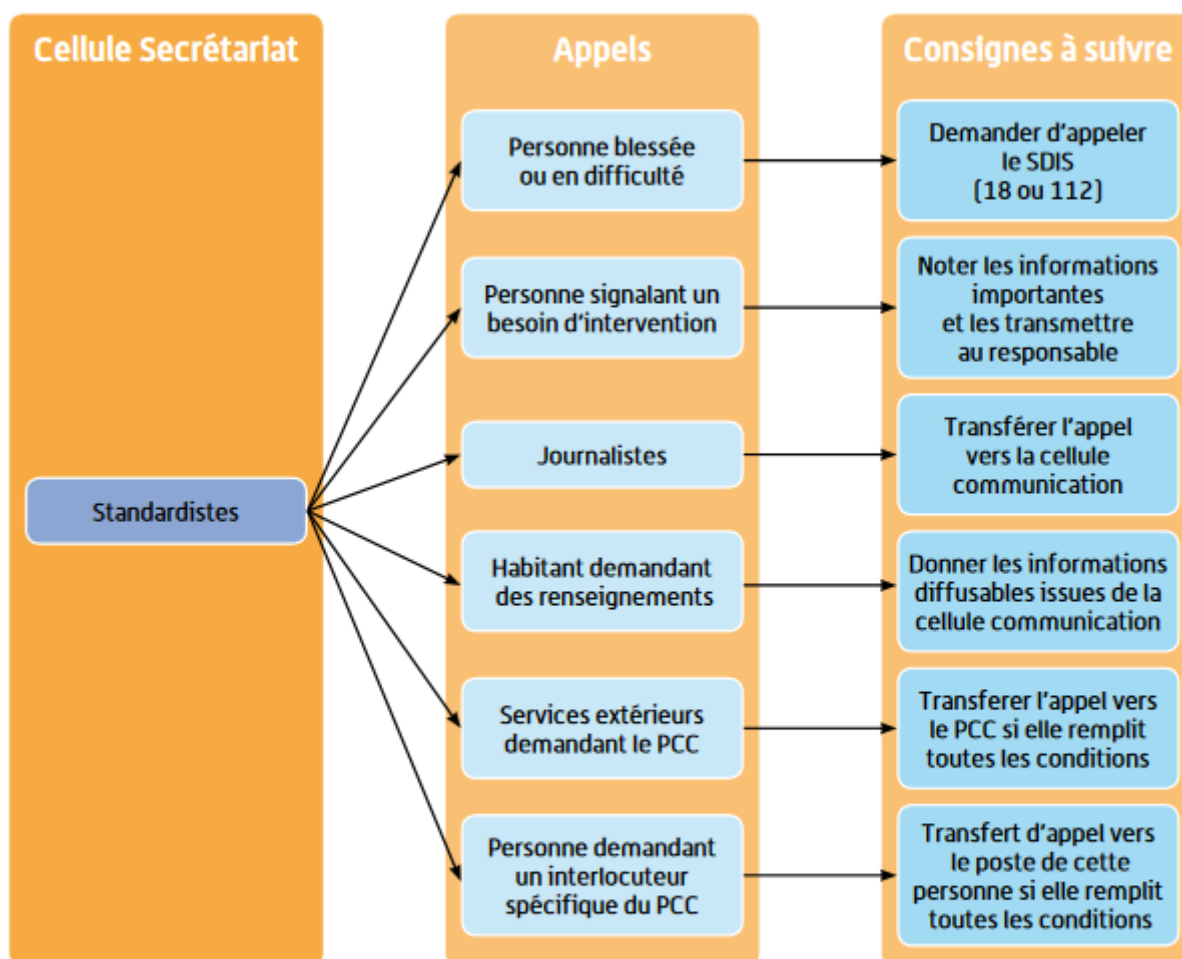 Cellule Secrétariat
Appels
Consignes à suivre
Standardistes
Personne blessée
ou en difficulté
Demander d'appeler
le SDIS
(18 ou 112)
Personne signalant un
besoin d'intervention
Noter les informations
importantes
et les transmettre
au responsable
Journalistes
Transférer l'appel
vers la cellule
communication
Habitant demandant
des renseignements
Donner les informations
diffusables issues de la
cellule communication
Services extérieurs
demandant le PCC
Transferer l'appel vers
le PCC si elle remplit
toutes les conditions
Personne demandant
un interlocuteur
spécifique du PCC
Transfert d'appel vers
le poste de cette
personne si elle remplit
toutes les conditions